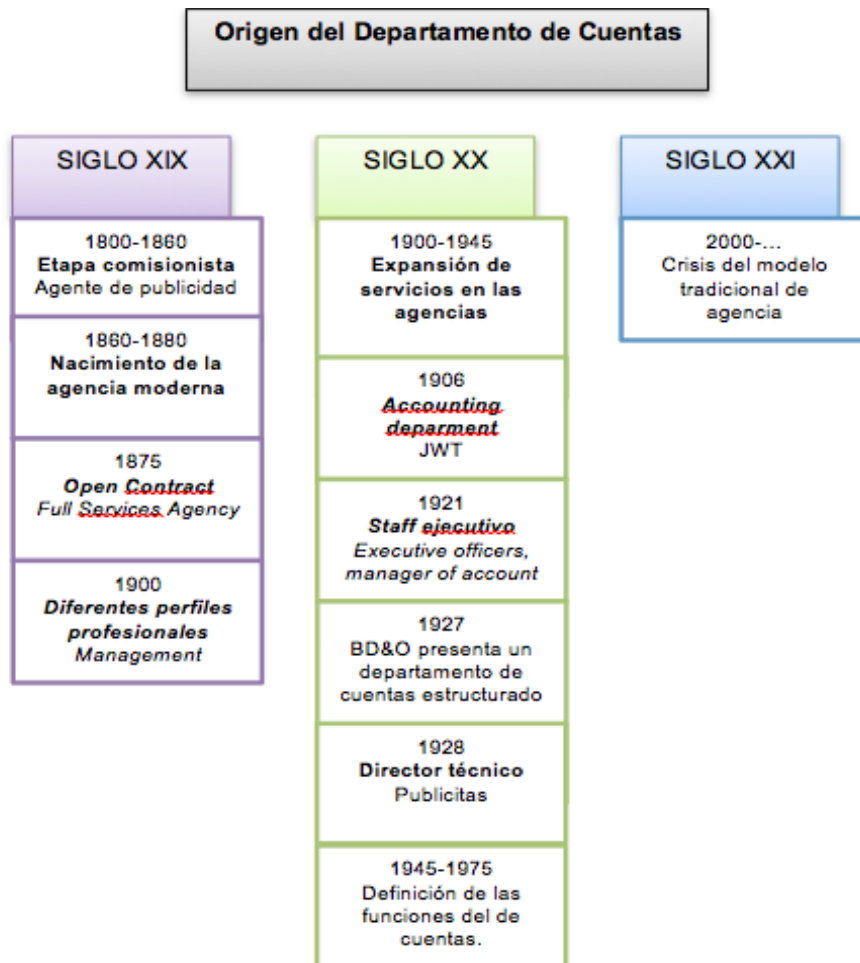 Origen del Departamento de Cuentas
SIGLO XIX
1800-1860
Etapa comisionista
Agente de publicidad
1860-1880
Nacimiento de la
agencia moderna
1875
Open Contract
Full Services Agency
1900
Diferentes perfiles
profesionales
Management
SIGLO XX
1900-1945
Expansión de
servicios en las
agencias
1906
Accounting
deparment
JWT
1921
Staff ejecutivo
Executive officers,
manager of account
1927
BD&O presenta un
departamento de
cuentas estructurado
1928
Director técnico
Publicitas
1945-1975
Definición de las
funciones del de
cuentas.
SIGLO XXI
2000-...
Crisis del modelo
tradicional de
agencia